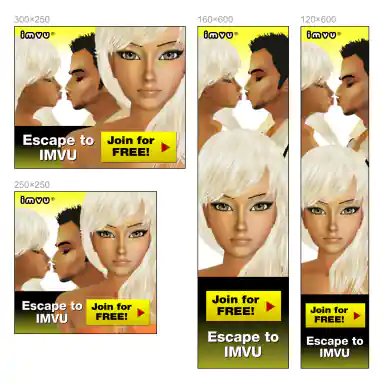 300×250
imvu®
Escape to
IMVU
Join for
FREE!
250×250
imvu®
Escape to
IMVU
Join for
FREE!
160×600
imvu®
Join for
FREE!
Escape to
IMVU
120×600
imvu®
Join for
FREE!
Escape to
IMVU